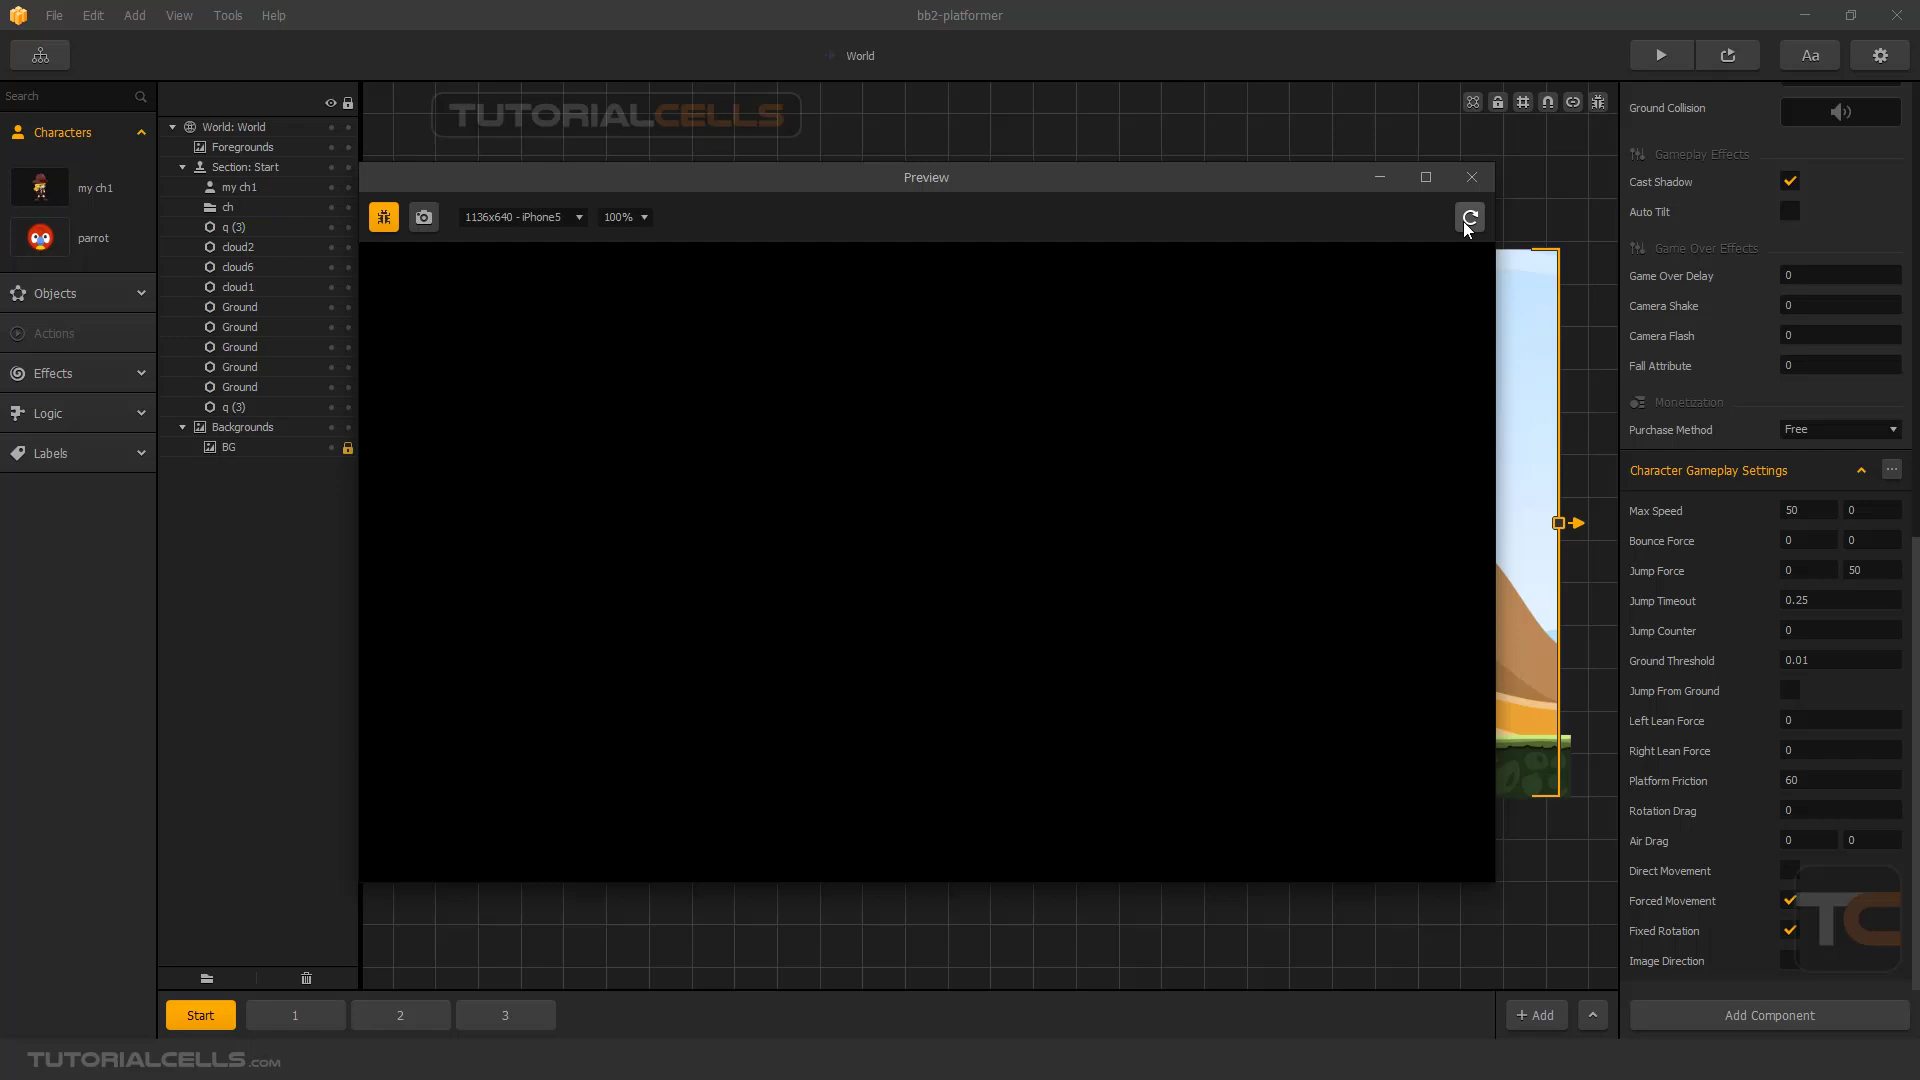 File Edit Add View Tools Help
bb2-platformer
World
Aa
Search
Characters
my ch1
parrot
Objects
Actions
Effects
Logic
Labels
World: World
Foregrounds
Section: Start
my ch1
ch
q (3)
cloud2
cloud6
cloud1
Ground
Ground
Ground
Ground
Ground
q (3)
Backgrounds
BG
TUTORIALCELLS
Preview
1136x640 - iPhone5 100%
Ground Collision
Gameplay Effects
Cast Shadow
Auto Tilt
Game Over Effects
Game Over Delay 0
Camera Shake 0
Camera Flash 0
Fall Attribute 0
Monetization
Purchase Method Free
Character Gameplay Settings
Max Speed 50 0
Bounce Force 0 0
Jump Force 0 50
Jump Timeout 0.25
Jump Counter 0
Ground Threshold 0.01
Jump From Ground
Left Lean Force 0
Right Lean Force 0
Platform Friction 60
Rotation Drag 0
Air Drag 0 0
Direct Movement
Forced Movement
Fixed Rotation
Image Direction
TC
Start 1 2 3
+ Add
Add Component
TUTORIALCELLS.COM